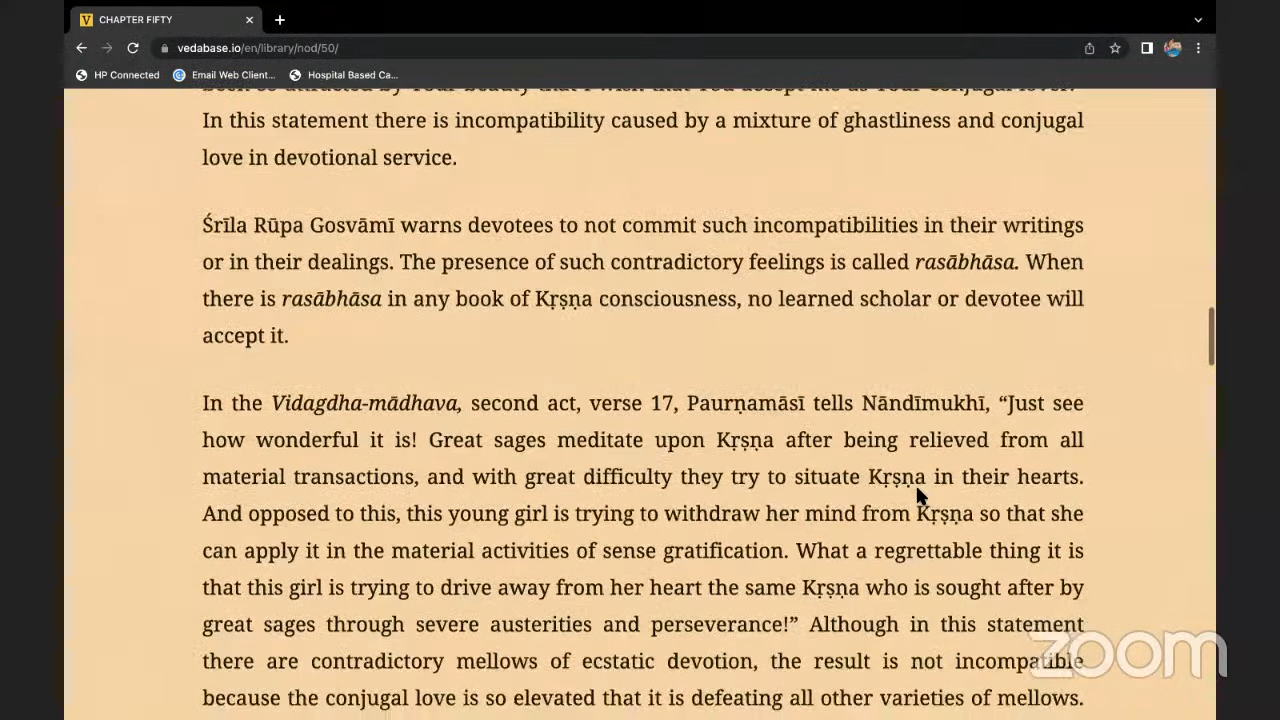 CHAPTER FIFTY
vedabase.io/en/library/nod/50/
HP Connected
Email Web Client...
Hospital Based Ca...
In this statement there is incompatibility caused by a mixture of ghastliness and conjugal
love in devotional service.
Śrīla Rūpa Gosvāmī warns devotees to not commit such incompatibilities in their writings
or in their dealings. The presence of such contradictory feelings is called rasābhāsa. When
there is rasābhāsa in any book of Kṛṣṇa consciousness, no learned scholar or devotee will
accept it.
In the Vidagdha-mādhava, second act, verse 17, Paurṇamāsī tells Nāndīmukhī, “Just see
how wonderful it is! Great sages meditate upon Kṛṣṇa after being relieved from all
material transactions, and with great difficulty they try to situate Kṛṣṇa in their hearts.
And opposed to this, this young girl is trying to withdraw her mind from Kṛṣṇa so that she
can apply it in the material activities of sense gratification. What a regrettable thing it is
that this girl is trying to drive away from her heart the same Kṛṣṇa who is sought after by
great sages through severe austerities and perseverance!” Although in this statement
there are contradictory mellows of ecstatic devotion, the result is not incompatible
because the conjugal love is so elevated that it is defeating all other varieties of mellows.
zoom